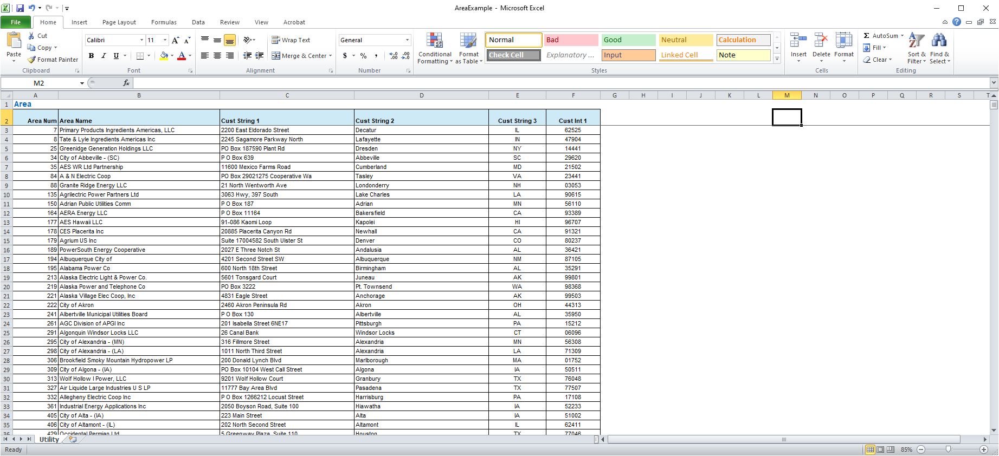 AreaExample - Microsoft Excel
File Home Insert Page Layout Formulas Data Review View Acrobat
Paste
Cut
Copy
Format Painter
Clipboard
Calibri 11
B I U
Font
Wrap Text
Merge & Center
Alignment
General
$ % ,
Number
Conditional Formatting
Format as Table
Normal Bad Good Neutral Calculation
Check Cell Explanatory ... Input Linked Cell Note
Styles
Insert Delete Format
Cells
Σ AutoSum
Fill
Clear
Sort & Filter
Find & Select
Editing
M2 fx
A B C D E F G H I J K L M N O P Q R S T
1 Area
2 Area Num Area Name Cust String 1 Cust String 2 Cust String 3 Cust Int 1
3 7 Primary Products Ingredients Americas, LLC 2200 East Eldorado Street Decatur IL 62525
4 8 Tate & Lyle Ingredients Americas Inc 2245 Sagamore Parkway North Lafayette IN 47904
5 25 Greenidge Generation Holdings LLC PO Box 187590 Plant Rd Dresden NY 14441
6 34 City of Abbeville - (SC) P O Box 639 Abbeville SC 29620
7 35 AES WR Ltd Partnership 11600 Mexico Farms Road Cumberland MD 21502
8 84 A & N Electric Coop PO Box 29021275 Cooperative Wa Tasley VA 23441
9 88 Granite Ridge Energy LLC 21 North Wentworth Ave Londonderry NH 03053
10 135 Agrilectric Power Partners Ltd 3063 Hwy, 397 South Lake Charles LA 90615
11 150 Adrian Public Utilities Comm P O Box 187 Adrian MN 56110
12 164 AERA Energy LLC P O Box 11164 Bakersfield CA 93389
13 177 AES Hawaii LLC 91-086 Kaomi Loop Kapolei HI 96707
14 178 CES Placerita Inc 20885 Placerita Canyon Rd Newhall CA 91321
15 179 Agrium US Inc Suite 17004582 South Ulster St Denver CO 80237
16 189 PowerSouth Energy Cooperative 2027 E Three Notch St Andalusia AL 36421
17 194 Albuquerque City of 4201 Second Street SW Albuquerque NM 87105
18 195 Alabama Power Co 600 North 18th Street Birmingham AL 35291
19 213 Alaska Electric Light & Power Co. 5601 Tonsgard Court Juneau AK 99801
20 219 Alaska Power and Telephone Co PO Box 3222 Pt. Townsend WA 98368
21 221 Alaska Village Elec Coop, Inc 4831 Eagle Street Anchorage AK 99503
22 222 City of Akron 2460 Akron Peninsula Rd Akron OH 44313
23 241 Albertville Municipal Utilities Board P O Box 130 Albertville AL 35950
24 261 AGC Division of APGI Inc 201 Isabella Street 6NE17 Pittsburgh PA 15212
25 291 Algonquin Windsor Locks LLC 26 Canal Bank Windsor Locks CT 06096
26 295 City of Alexandria - (MN) 316 Fillmore Street Alexandria MN 56308
27 298 City of Alexandria - (LA) 1011 North Third Street Alexandria LA 71309
28 306 Brookfield Smoky Mountain Hydropower LP 200 Donald Lynch Blvd Marlborough MA 01752
29 309 City of Algona - (IA) PO Box 10104 West Call Street Algona IA 50511
30 313 Wolf Hollow I Power, LLC 9201 Wolf Hollow Court Granbury TX 76048
31 327 Air Liquide Large Industries U S LP 11777 Bay Area Blvd Pasadena TX 77507
32 332 Allegheny Electric Coop Inc P O Box 1266212 Locust Street Harrisburg PA 17108
33 361 Industrial Energy Applications Inc 2050 Boyson Road, Suite 100 Hiawatha IA 52233
34 405 City of Alta - (IA) 223 Main Street Alta IA 51002
35 406 City of Altamont - (IL) 202 North Second Street Altamont IL 62411
36 429 Occidental Permian Ltd 5 Greenway Plaza, Suite 110 Houston TX 77046
Utility
Ready 85%